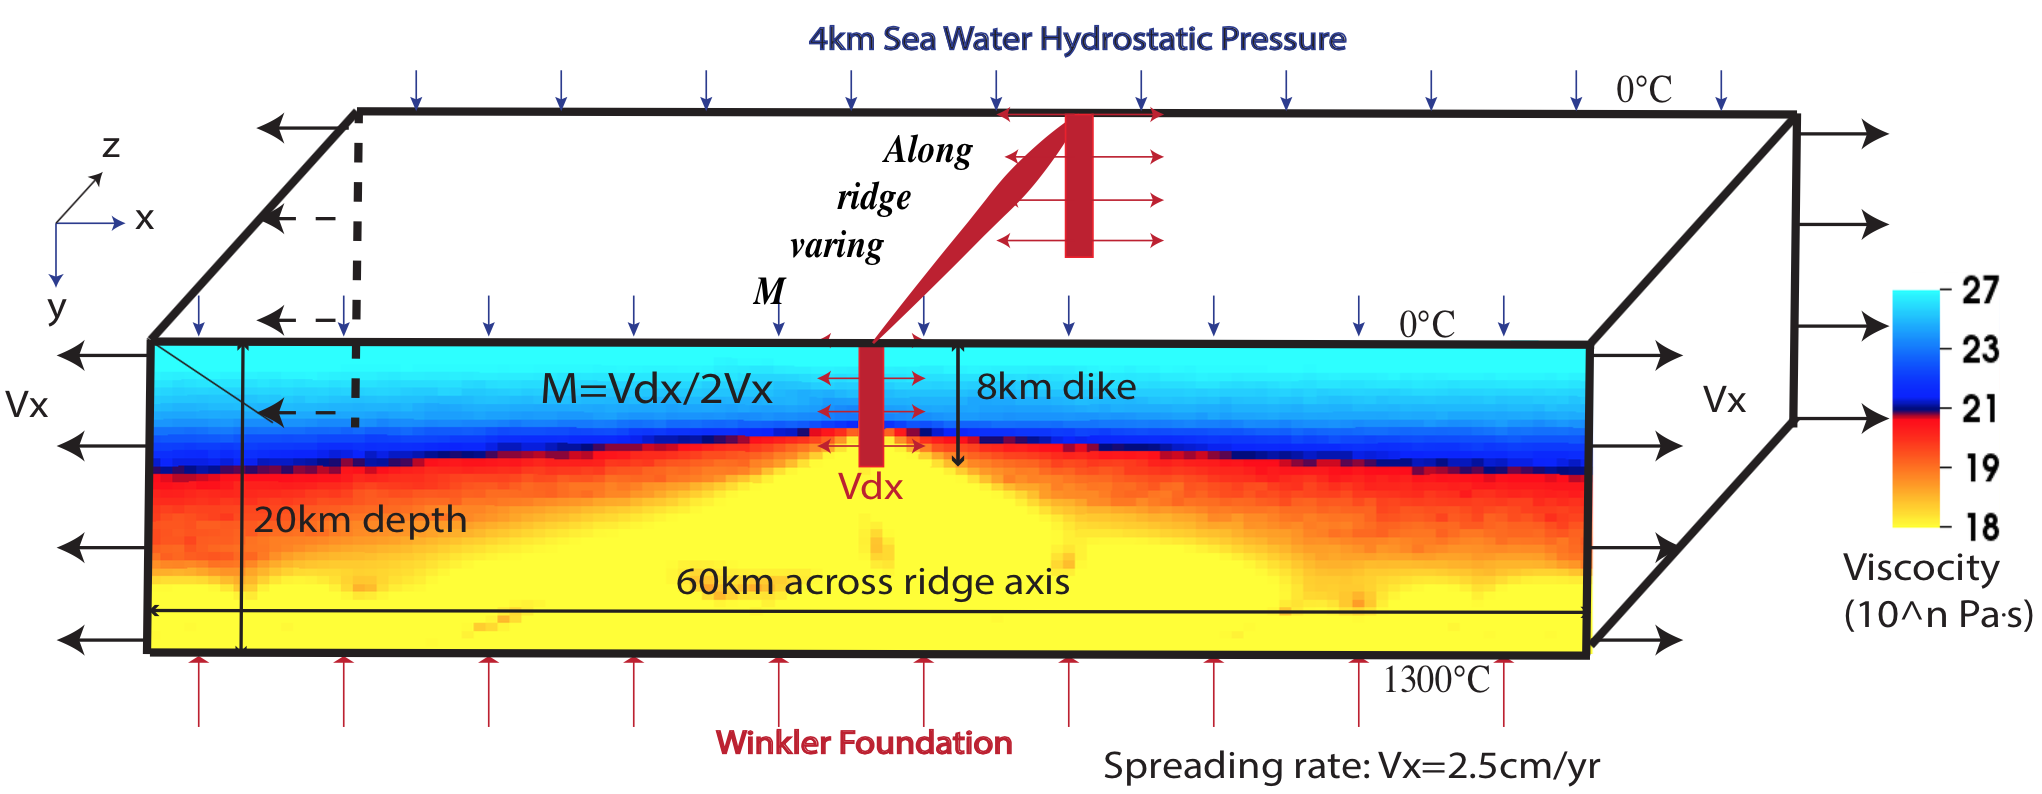 4km Sea Water Hydrostatic Pressure
0°C
z
x
y
Along
ridge
varing
M
0°C
27
23
21
19
18
Viscocity
(10^n Pa·s)
Vx
M=Vdx/2Vx
8km dike
Vx
Vdx
20km depth
60km across ridge axis
1300°C
Winkler Foundation
Spreading rate: Vx=2.5cm/yr